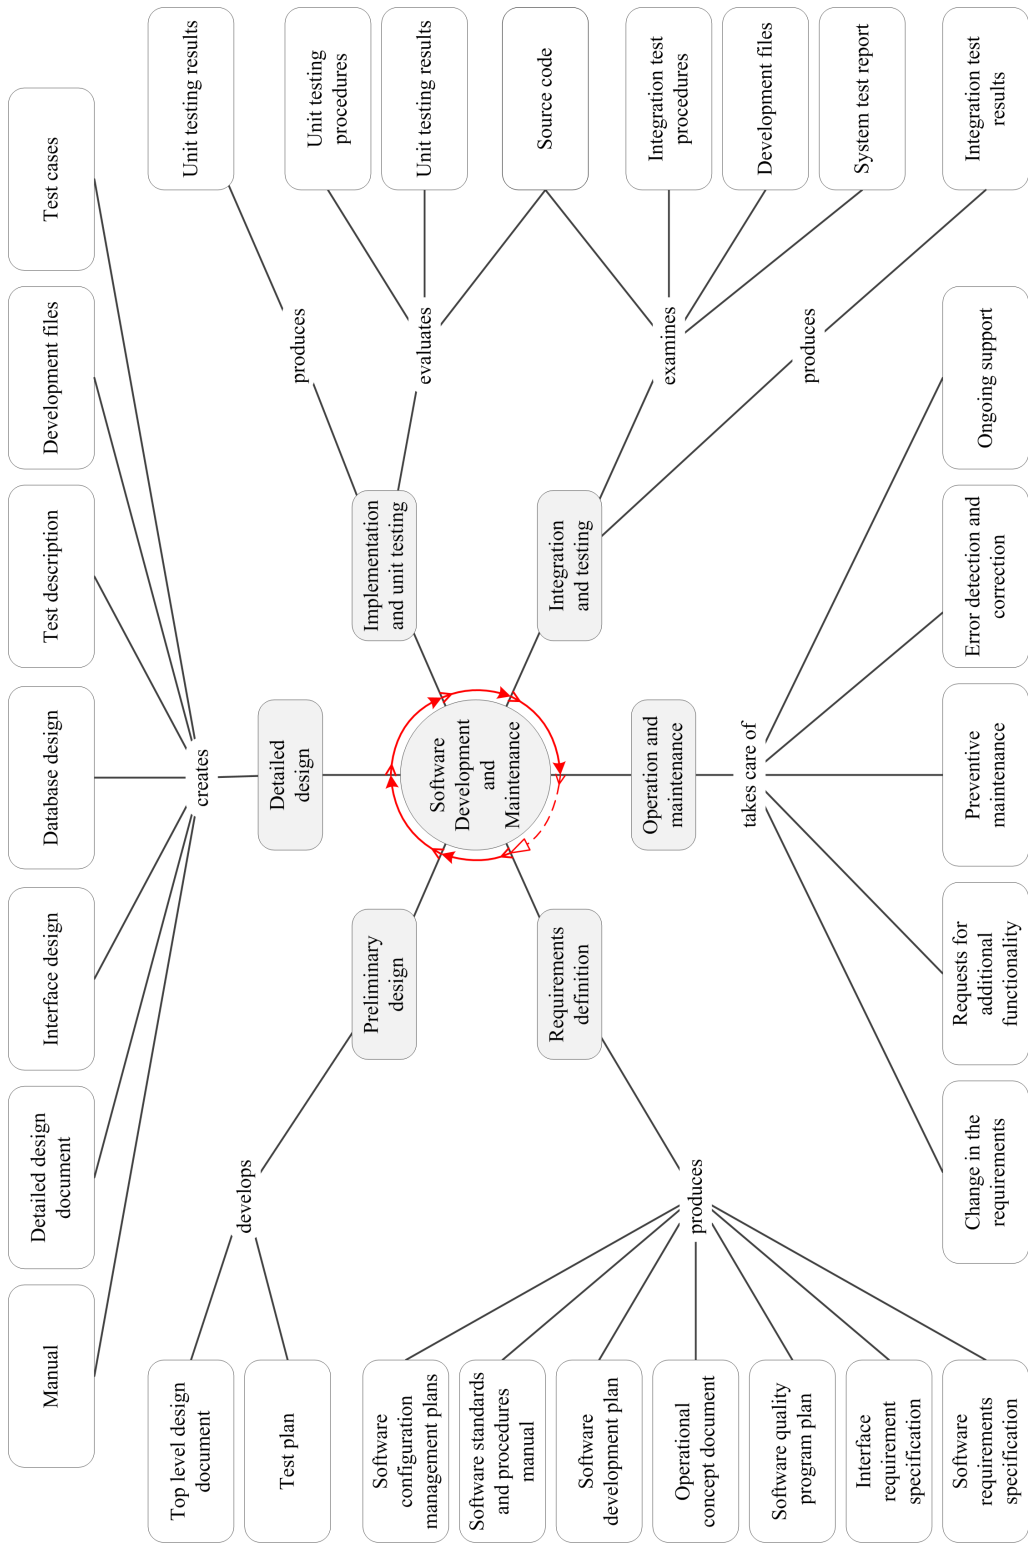 Manual
Detailed design
document
Interface design
Database design
Test description
Development files
Test cases
Top level design
document
Test plan
develops
creates
Preliminary
design
Detailed
design
Implementation
and unit testing
produces
evaluates
Unit testing results
Unit testing
procedures
Unit testing results
Source code
Software
Development
and
Maintenance
Software
configuration
management plans
Software standards
and procedures
manual
Software
development plan
Operational
concept document
Software quality
program plan
Interface
requirement
specification
Software
requirements
specification
produces
Requirements
definition
Operation and
maintenance
Integration
and testing
examines
produces
Integration test
procedures
Development files
System test report
Integration test
results
takes care of
Change in the
requirements
Requests for
additional
functionality
Preventive
maintenance
Error detection and
correction
Ongoing support